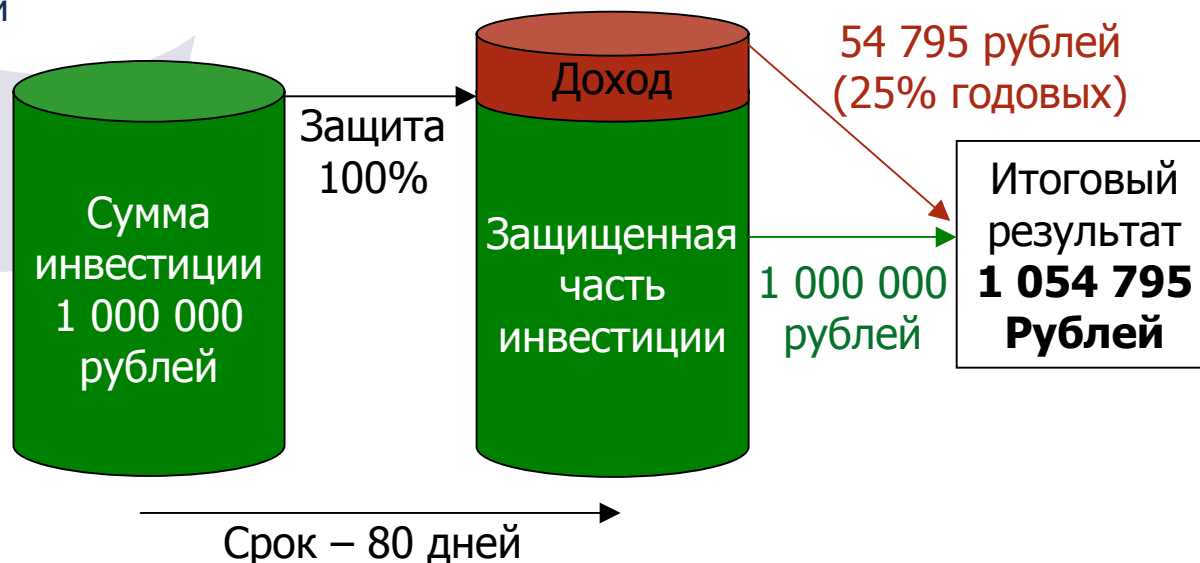 и
Сумма
инвестиции
1 000 000
рублей
Защита
100%
Доход
Защищенная
часть
инвестиции
54 795 рублей
(25% годовых)
1 000 000
рублей
Итоговый
результат
1 054 795
Рублей
Срок – 80 дней